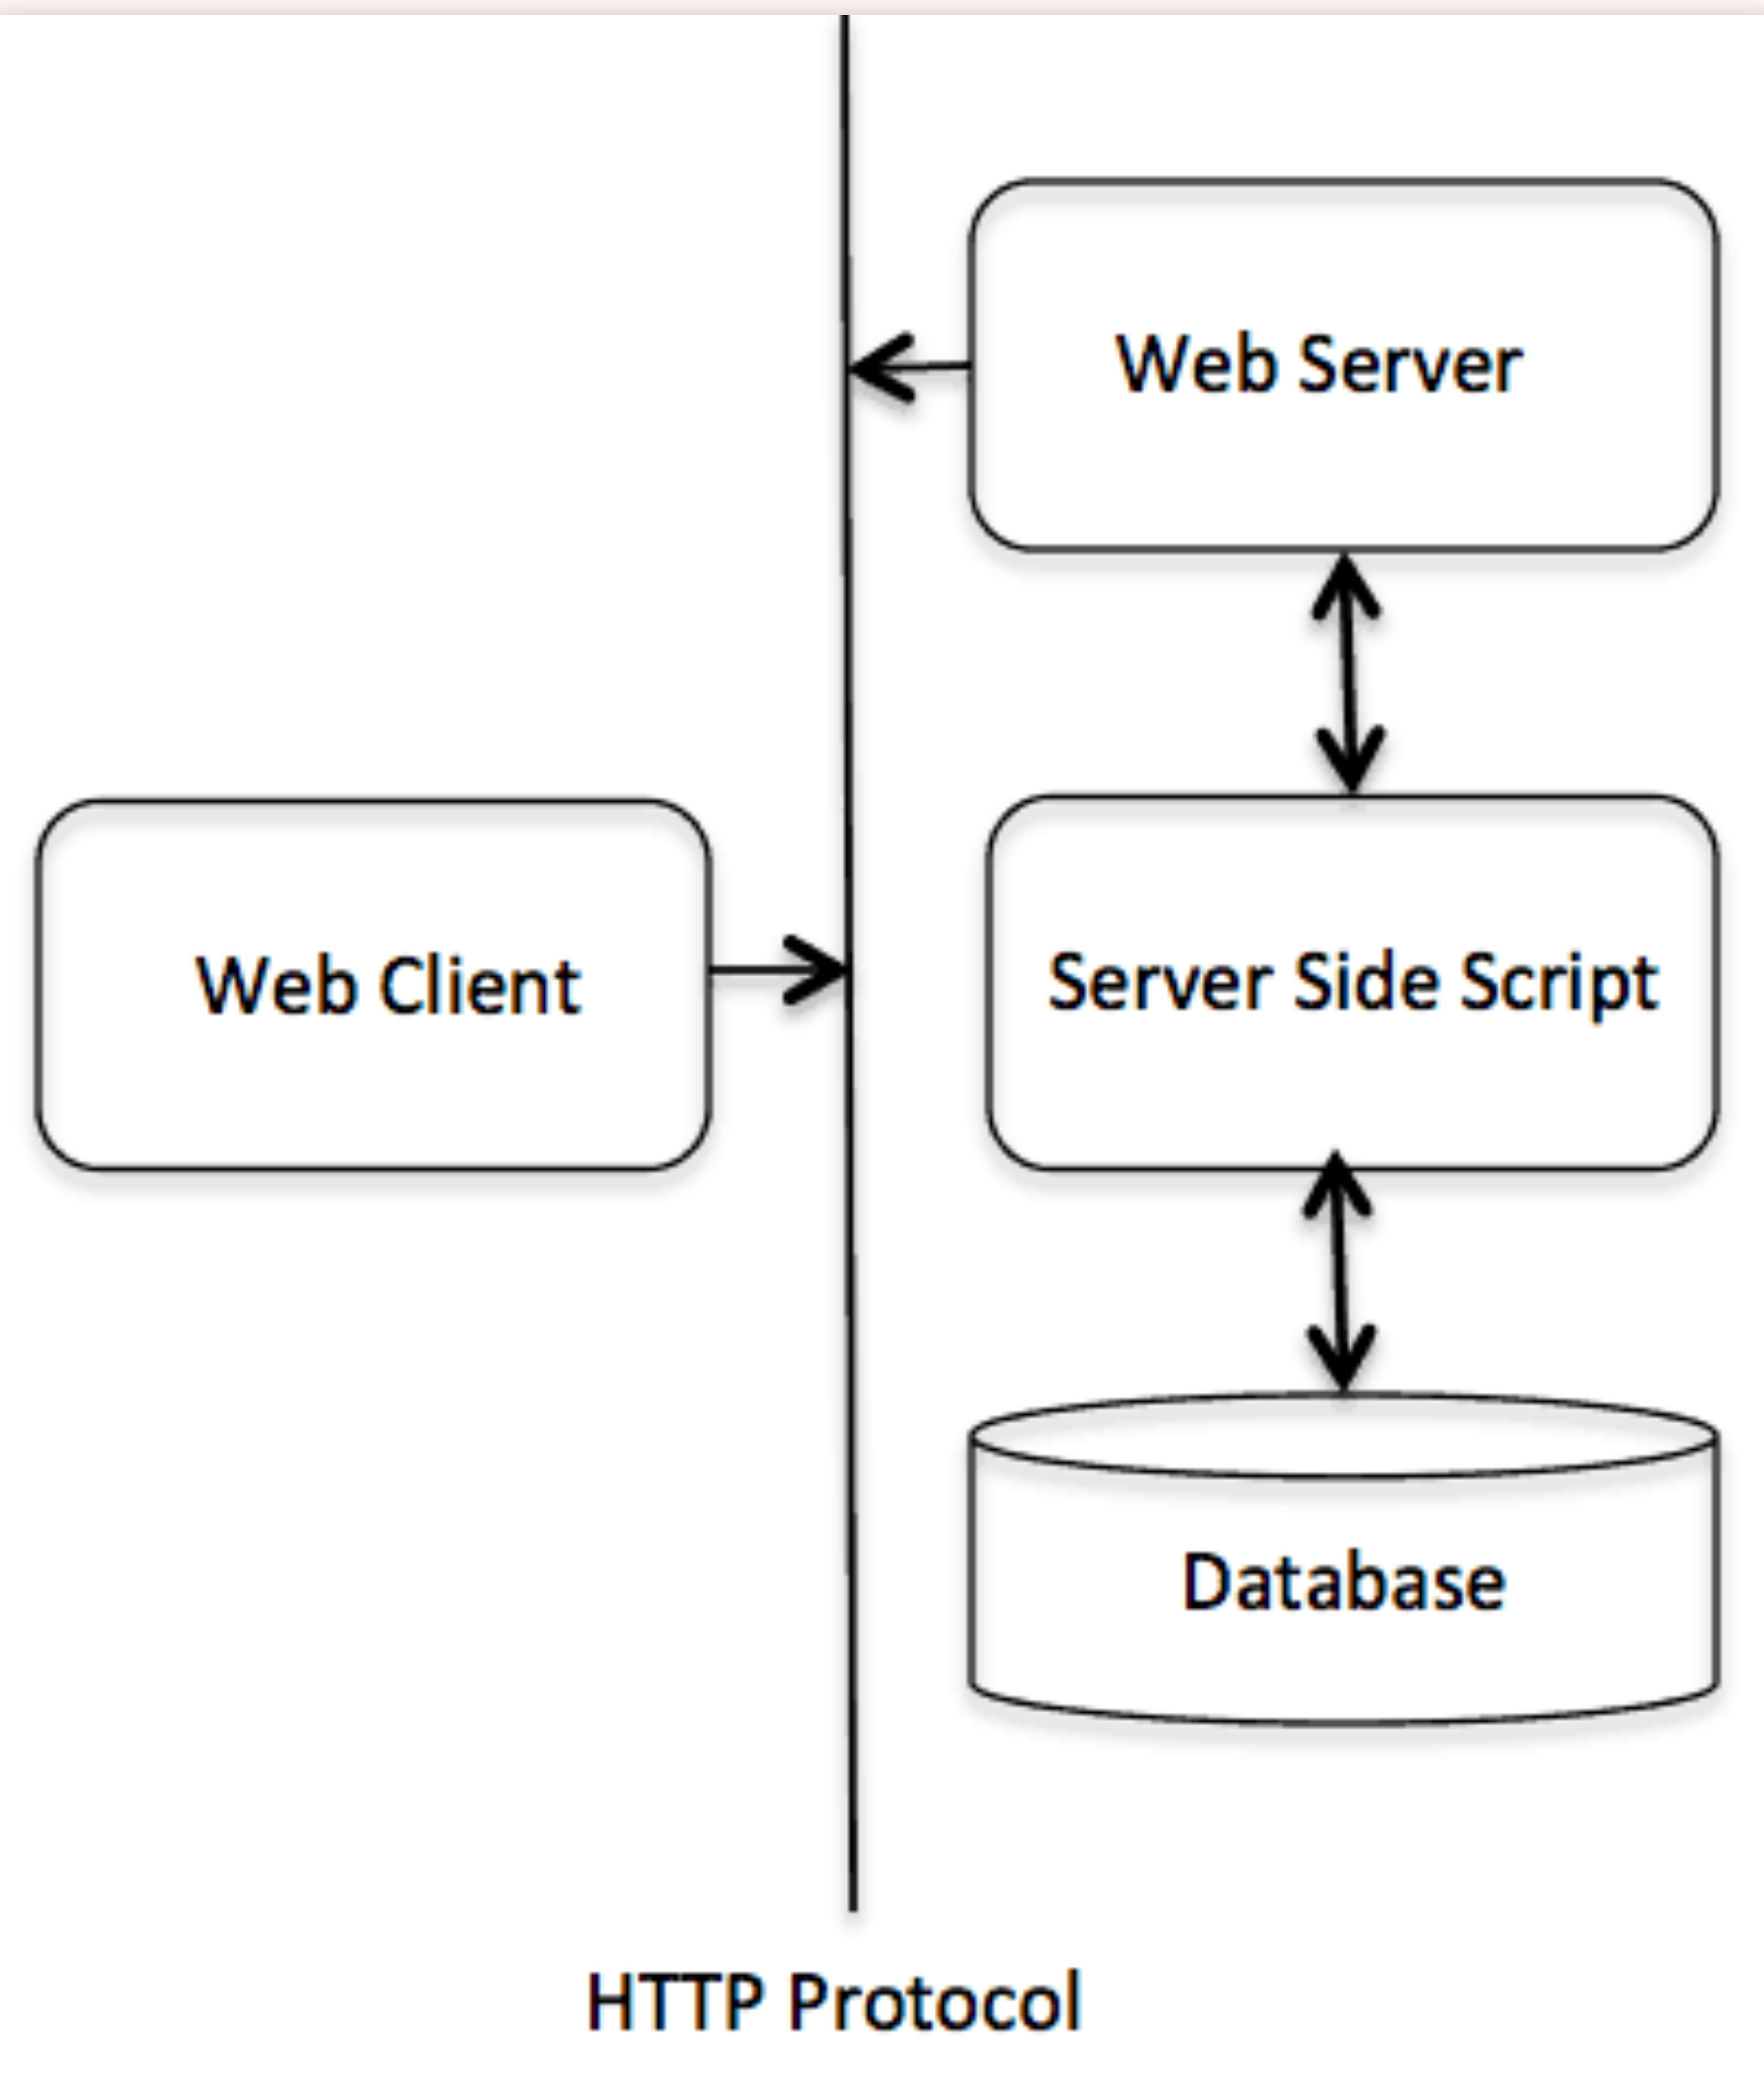 Web Server
Web Client
Server Side Script
Database
HTTP Protocol